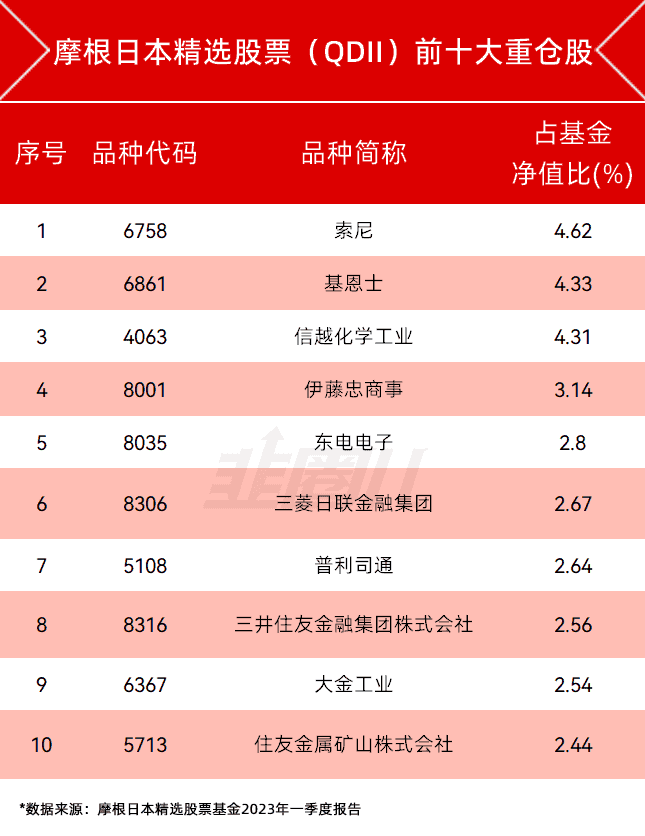 摩根日本精选股票（QDII）前十大重仓股
序号 品种代码 品种简称 占基金
净值比(%)
1 6758 索尼 4.62
2 6861 基恩士 4.33
3 4063 信越化学工业 4.31
4 8001 伊藤忠商事 3.14
5 8035 东电电子 2.8
韭圈儿
6 8306 三菱日联金融集团 2.67
7 5108 普利司通 2.64
8 8316 三井住友金融集团株式会社 2.56
9 6367 大金工业 2.54
10 5713 住友金属矿山株式会社 2.44
*数据来源：摩根日本精选股票基金2023年一季度报告